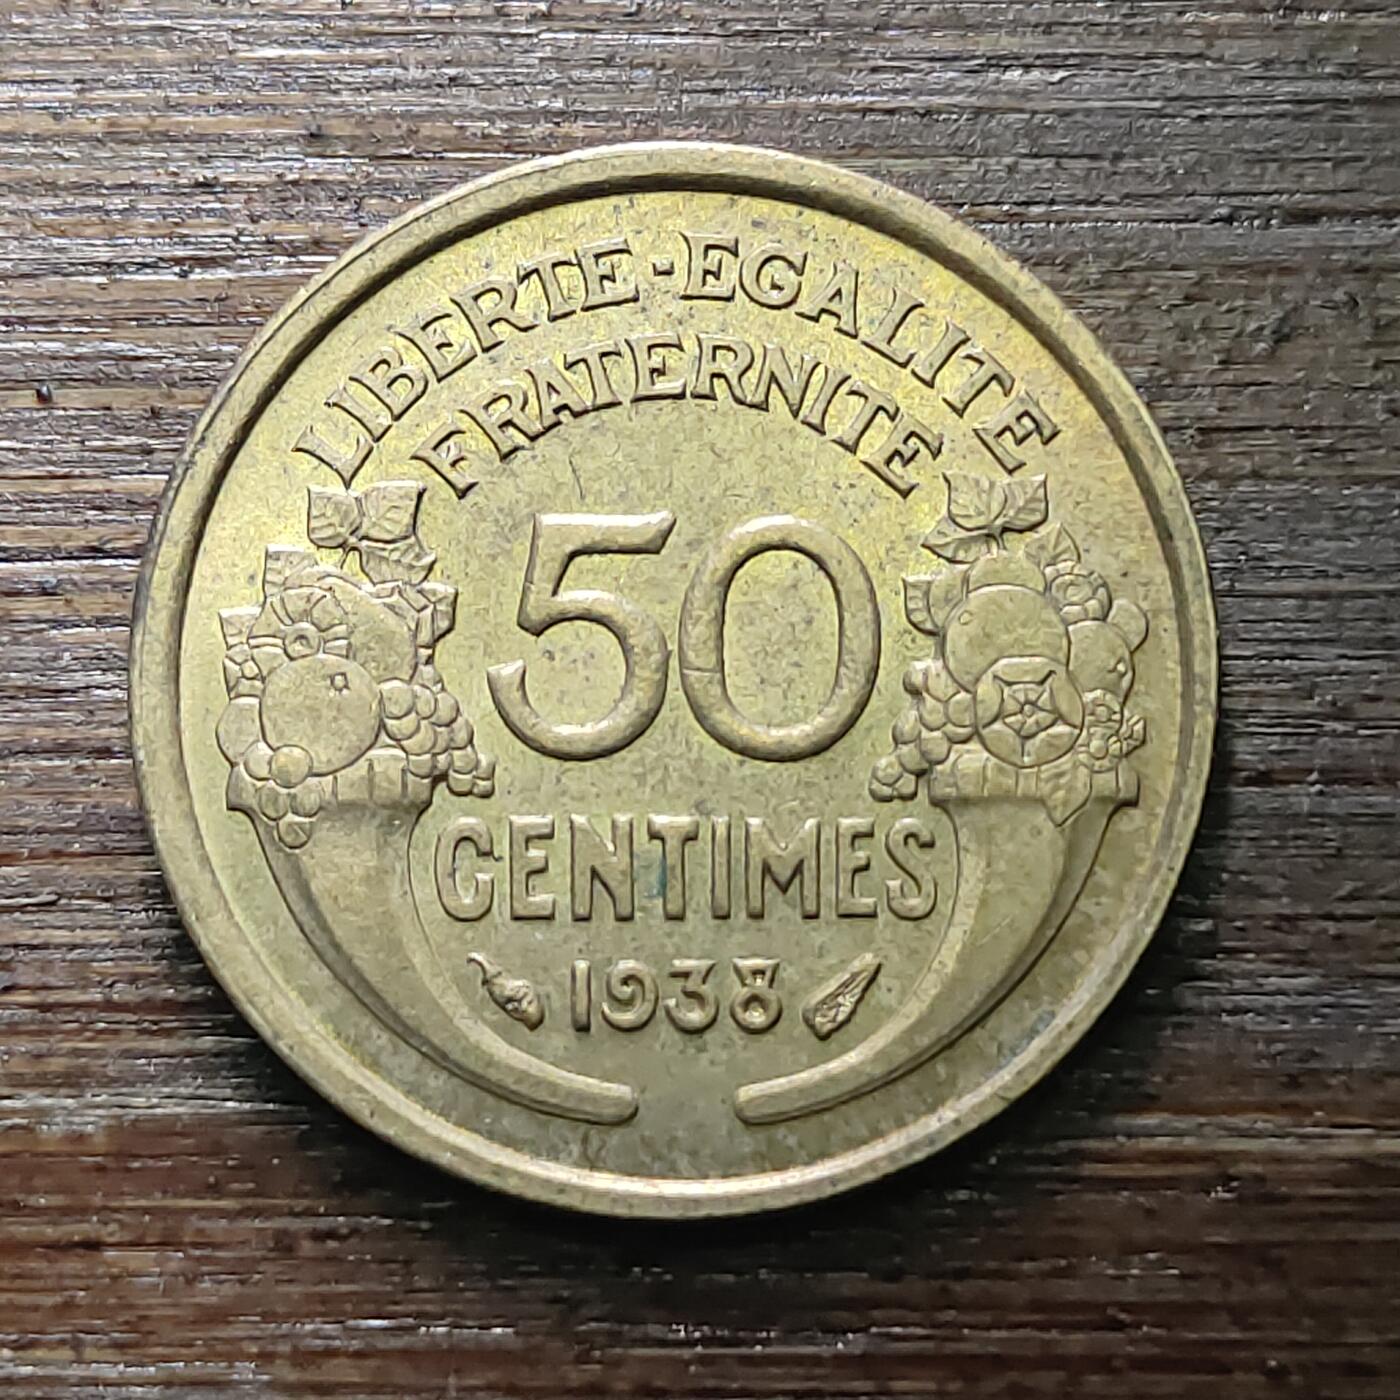 LIBERTE-EGALITE
FRATERNITE
50
CENTIMES
1938